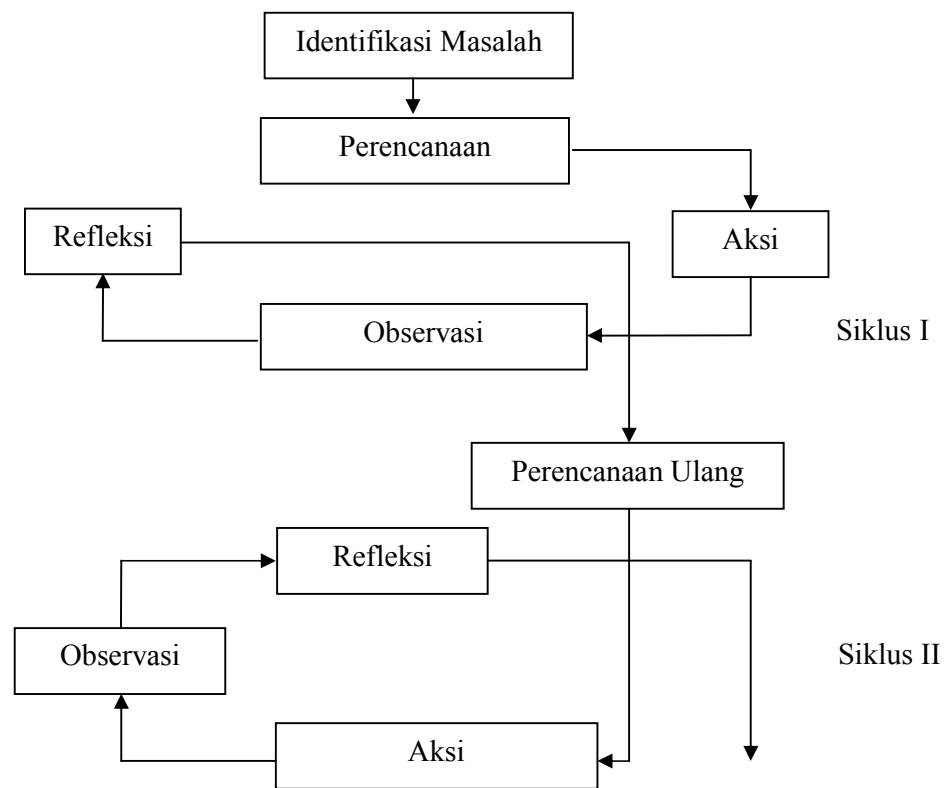 Identifikasi Masalah
Perencanaan
Refleksi
Aksi
Observasi
Siklus I
Perencanaan Ulang
Refleksi
Observasi
Siklus II
Aksi